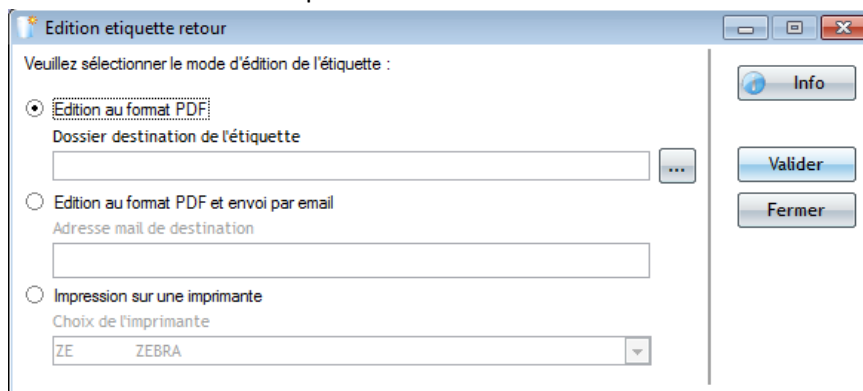 Edition etiquette retour
Veuillez sélectionner le mode d'édition de l'étiquette :
Info
Edition au format PDF
Dossier destination de l'étiquette
...
Valider
Edition au format PDF et envoi par email
Fermer
Adresse mail de destination
Impression sur une imprimante
Choix de l'imprimante
ZE ZEBRA